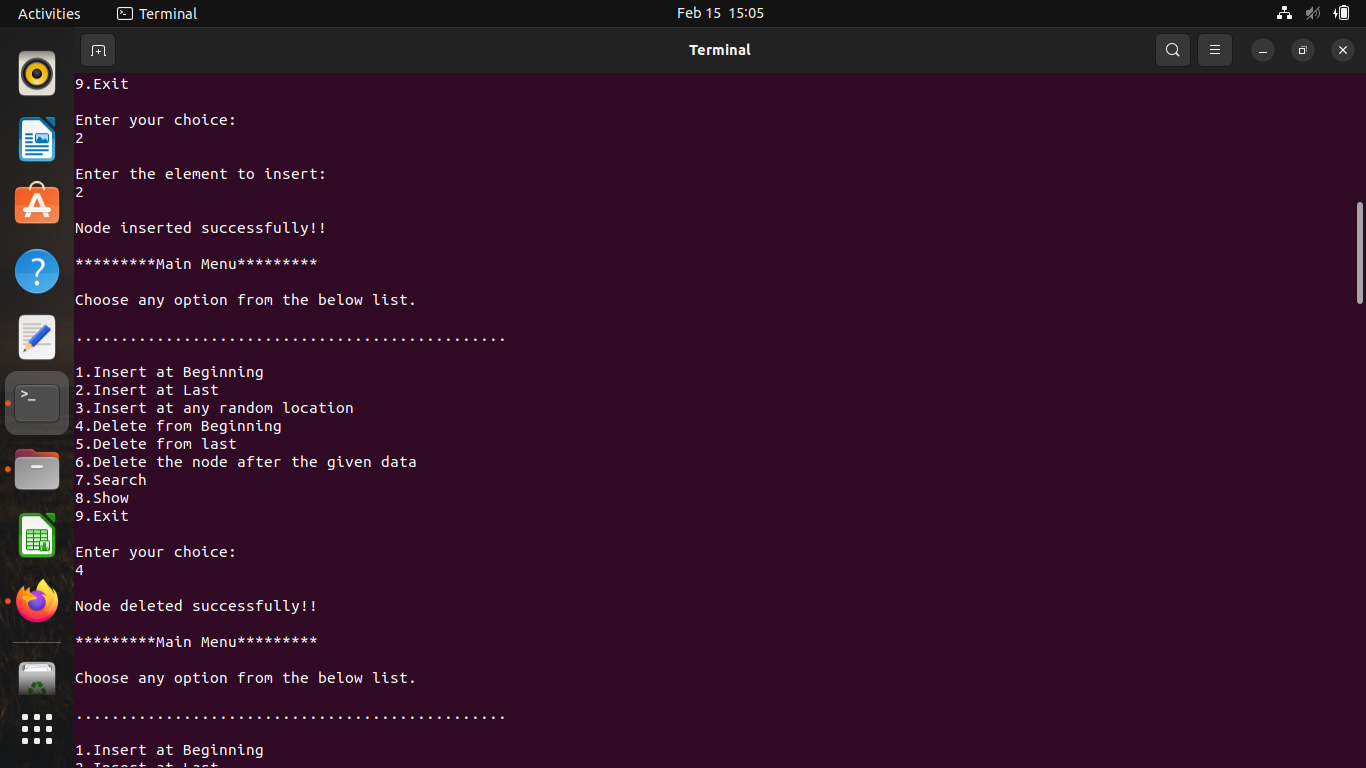 Activities
Terminal
Feb 15 15:05
Terminal
9.Exit
Enter your choice:
2
Enter the element to insert:
2
Node inserted successfully!!
*********Main Menu*********
Choose any option from the below list.
................................................
1.Insert at Beginning
2.Insert at Last
3.Insert at any random location
4.Delete from Beginning
5.Delete from last
6.Delete the node after the given data
7.Search
8.Show
9.Exit
Enter your choice:
4
Node deleted successfully!!
*********Main Menu*********
Choose any option from the below list.
................................................
1.Insert at Beginning
2.Insert at Last